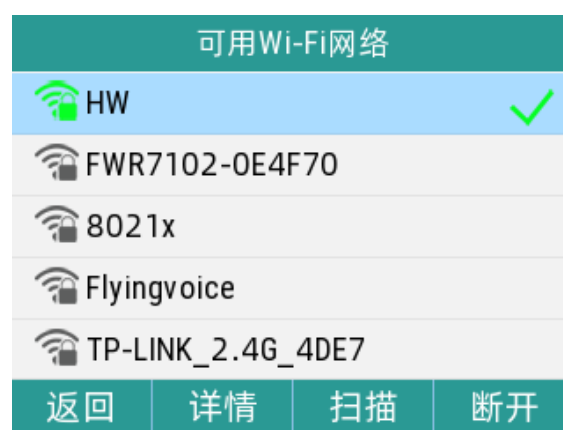 可用Wi-Fi网络
HW
FWR7102-0E4F70
8021x
Flyingvoice
TP-LINK_2.4G_4DE7
返回 详情 扫描 断开